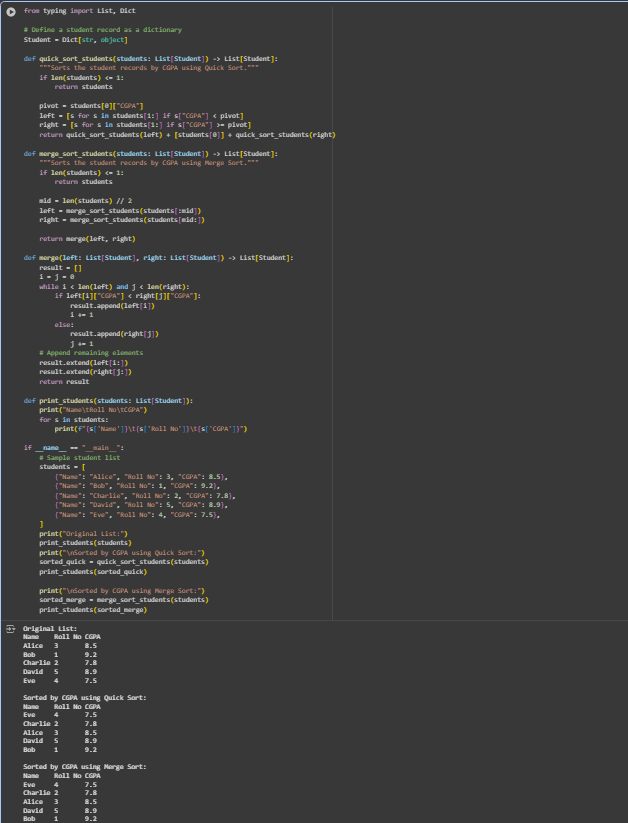 from typing import List, Dict

# Define a student record as a dictionary
Student = Dict[str, object]

def quick_sort_students(students: List[Student]) -> List[Student]:
    """Sorts the student records by CGPA using Quick Sort."""
    if len(students) <= 1:
        return students

    pivot = students[0]["CGPA"]
    left = [s for s in students[1:] if s["CGPA"] < pivot]
    right = [s for s in students[1:] if s["CGPA"] >= pivot]
    return quick_sort_students(left) + [students[0]] + quick_sort_students(right)

def merge_sort_students(students: List[Student]) -> List[Student]:
    """Sorts the student records by CGPA using Merge Sort."""
    if len(students) <= 1:
        return students

    mid = len(students) // 2
    left = merge_sort_students(students[:mid])
    right = merge_sort_students(students[mid:])

    return merge(left, right)

def merge(left: List[Student], right: List[Student]) -> List[Student]:
    result = []
    i = j = 0
    while i < len(left) and j < len(right):
        if left[i]["CGPA"] < right[j]["CGPA"]:
            result.append(left[i])
            i += 1
        else:
            result.append(right[j])
            j += 1
    # Append remaining elements
    result.extend(left[i:])
    result.extend(right[j:])
    return result

def print_students(students: List[Student]):
    print("Name\tRoll No\tCGPA")
    for s in students:
        print(f"{s['Name']}\t{s['Roll No']}\t{s['CGPA']}")

if __name__ == "__main__":
    # Sample student list
    students = [
        {"Name": "Alice", "Roll No": 3, "CGPA": 8.5},
        {"Name": "Bob", "Roll No": 1, "CGPA": 9.2},
        {"Name": "Charlie", "Roll No": 2, "CGPA": 7.8},
        {"Name": "David", "Roll No": 5, "CGPA": 8.9},
        {"Name": "Eve", "Roll No": 4, "CGPA": 7.5},
    ]
    print("Original List:")
    print_students(students)
    print("\nSorted by CGPA using Quick Sort:")
    sorted_quick = quick_sort_students(students)
    print_students(sorted_quick)

    print("\nSorted by CGPA using Merge Sort:")
    sorted_merge = merge_sort_students(students)
    print_students(sorted_merge)

Original List:
Name    Roll No CGPA
Alice   3       8.5
Bob     1       9.2
Charlie 2       7.8
David   5       8.9
Eve     4       7.5

Sorted by CGPA using Quick Sort:
Name    Roll No CGPA
Eve     4       7.5
Charlie 2       7.8
Alice   3       8.5
David   5       8.9
Bob     1       9.2

Sorted by CGPA using Merge Sort:
Name    Roll No CGPA
Eve     4       7.5
Charlie 2       7.8
Alice   3       8.5
David   5       8.9
Bob     1       9.2